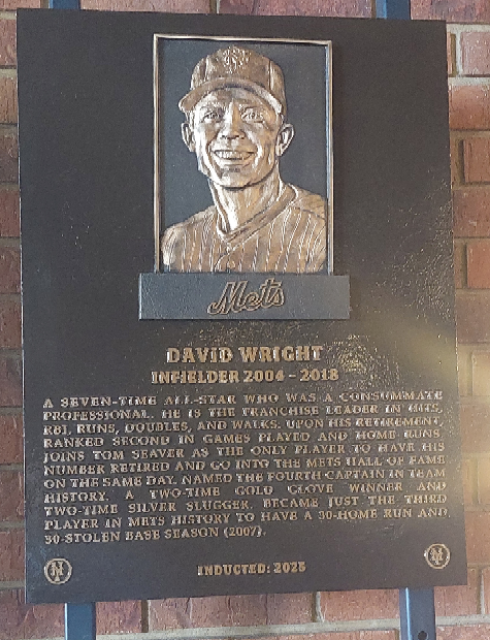 Mets
DAVID WRIGHT
INFIELDER 2004 - 2018
A SEVEN-TIME ALL-STAR WHO WAS A CONSUMMATE
PROFESSIONAL. HE IS THE FRANCHISE LEADER IN HITS,
RBI, RUNS, DOUBLES, AND WALKS. UPON HIS RETIREMENT,
RANKED SECOND IN GAMES PLAYED AND HOME RUNS.
JOINS TOM SEAVER AS THE ONLY PLAYER TO HAVE HIS
NUMBER RETIRED AND GO INTO THE METS HALL OF FAME
ON THE SAME DAY. NAMED THE FOURTH CAPTAIN IN TEAM
HISTORY. A TWO-TIME GOLD GLOVE WINNER AND
TWO-TIME SILVER SLUGGER, BECAME JUST THE THIRD
PLAYER IN METS HISTORY TO HAVE A 30-HOME RUN AND
30-STOLEN BASE SEASON (2007).
NY INDUCTED: 2025 NY